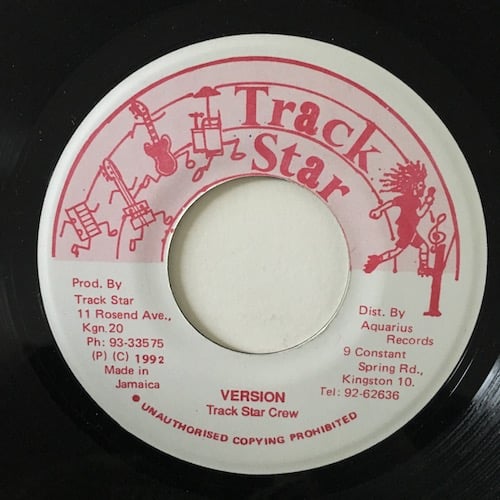 Track
Star
Prod. By
Track Star
11 Rosend Ave.,
Kgn.20
Ph: 93-33575
(P) (C) 1992
Made in
Jamaica
Dist. By
Aquarius
Records
9 Constant
Spring Rd.,
Kingston 10.
Tel: 92-62636
VERSION
Track Star Crew
● UNAUTHORISED COPYING PROHIBITED